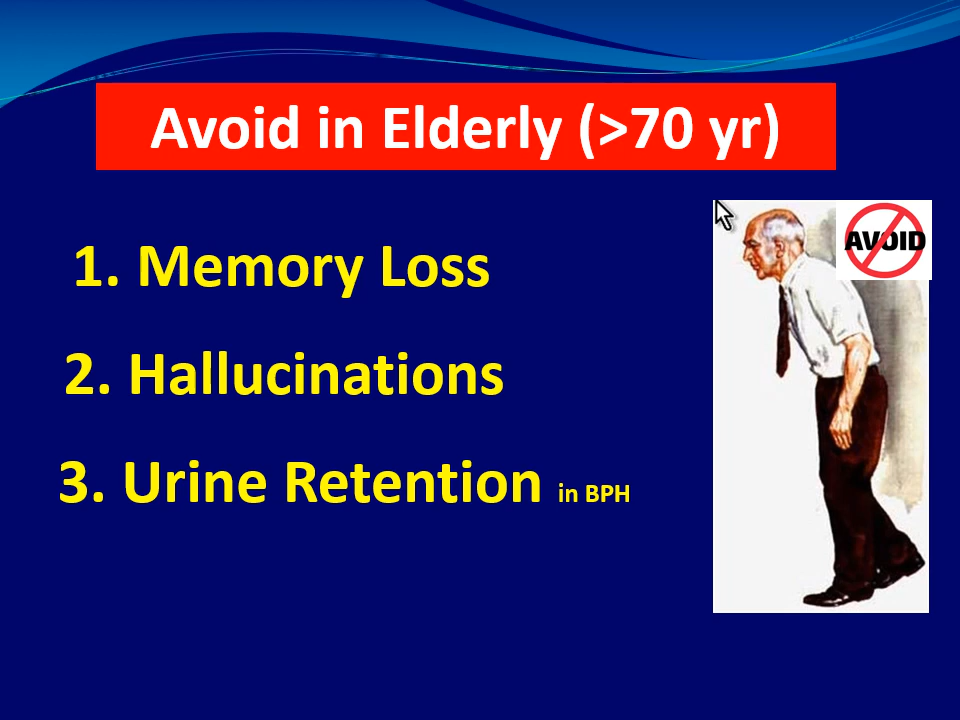 Avoid in Elderly (>70 yr)
AVOID
1. Memory Loss
2. Hallucinations
3. Urine Retention in BPH